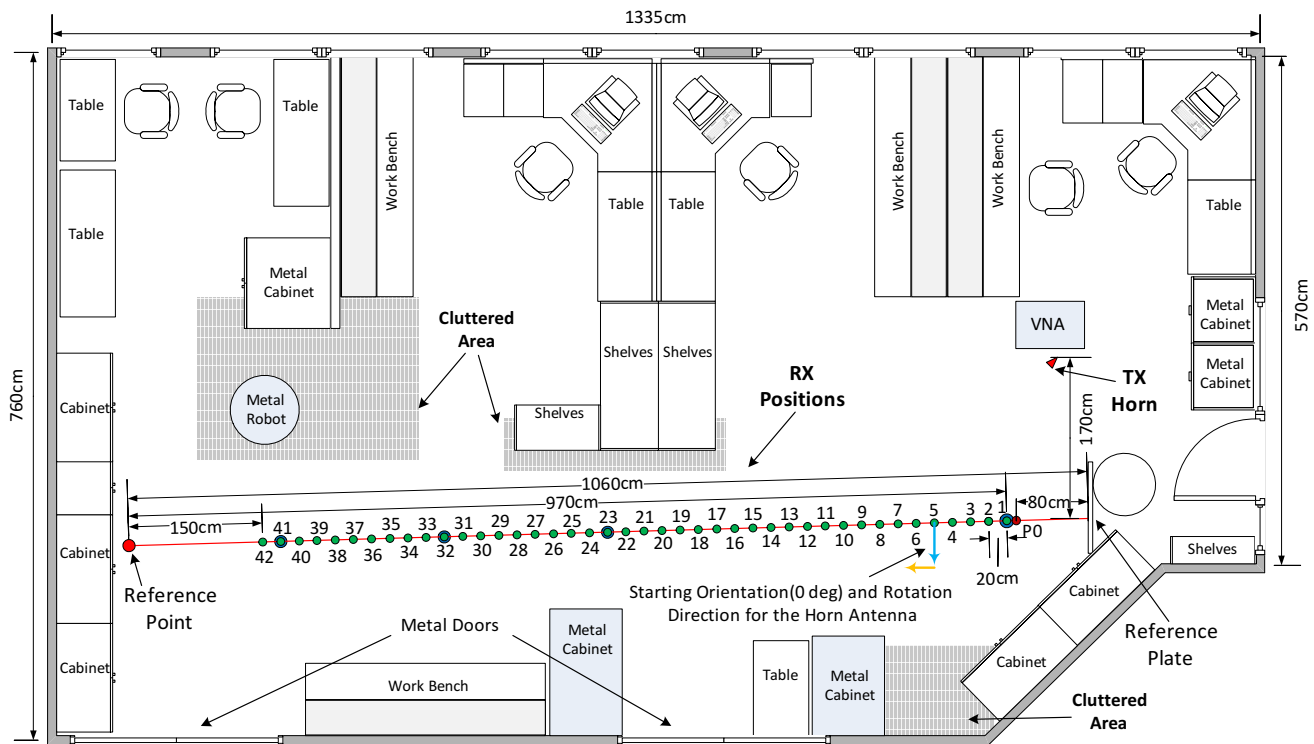 1335cm
Table
Table
Table
Metal
Cabinet
Work Bench
Table
Table
Work Bench
Work Bench
Table
Metal
Cabinet
Metal
Cabinet
VNA
570cm
760cm
Cluttered
Area
Shelves
Shelves
Shelves
Metal
Robot
RX
Positions
TX
Horn
170cm
Cabinet
Cabinet
Cabinet
1060cm
970cm
150cm
80cm
41 39 37 35 33 31 29 27 25 23 21 19 17 15 13 11 9 7 5 3 2 1
42 40 38 36 34 32 30 28 26 24 22 20 18 16 14 12 10 8 6 4 P0
20cm
Reference
Point
Starting Orientation(0 deg) and Rotation
Direction for the Horn Antenna
Shelves
Cabinet
Cabinet
Reference
Plate
Metal Doors
Metal
Cabinet
Work Bench
Table
Metal
Cabinet
Cluttered
Area